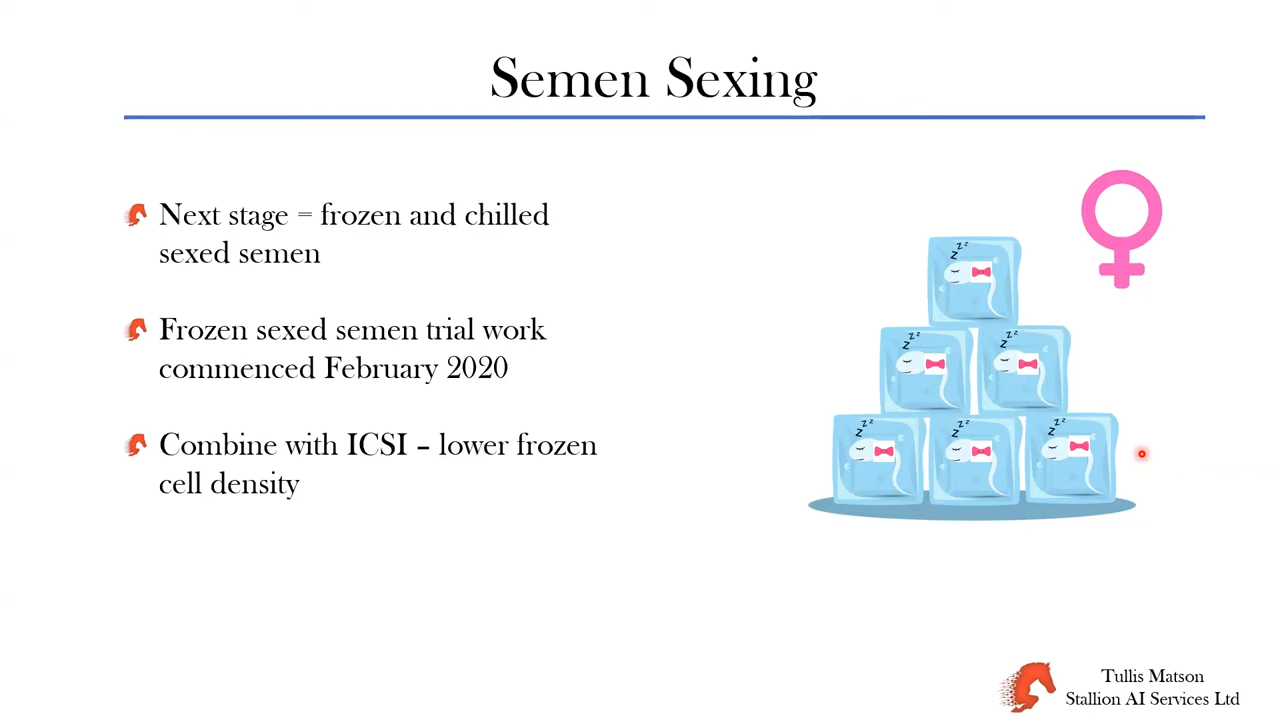 Semen Sexing
Next stage = frozen and chilled
sexed semen
Frozen sexed semen trial work
commenced February 2020
Combine with ICSI – lower frozen
cell density
z z z
z z z
z z z
z z z
z z z
z z z
Tullis Matson
Stallion AI Services Ltd